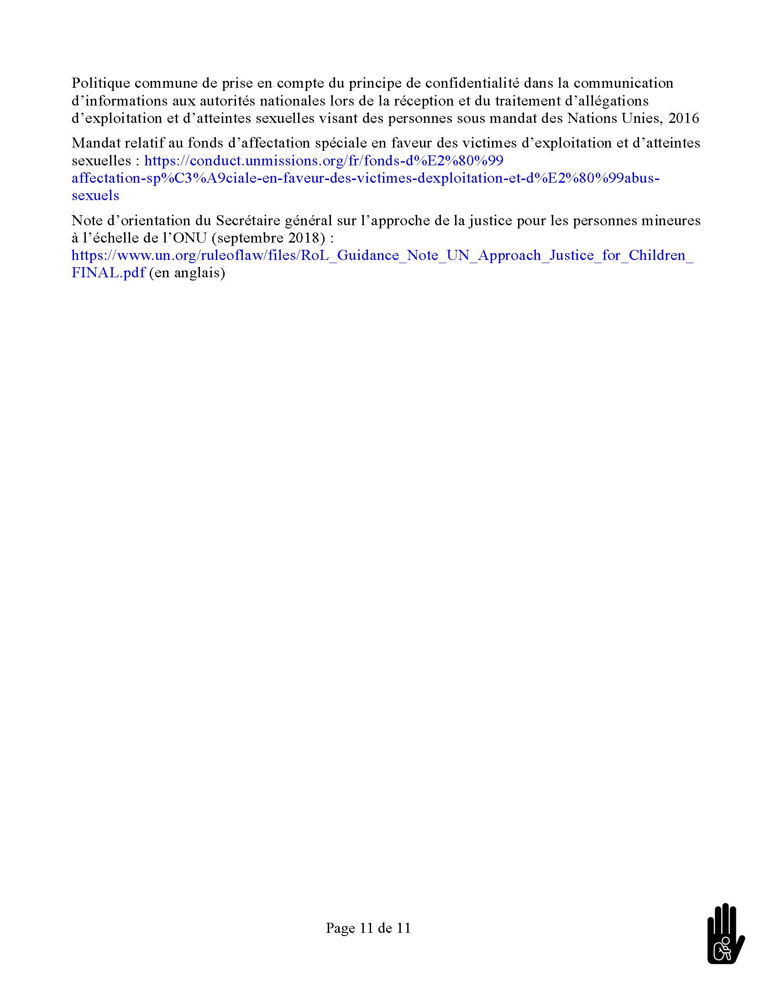 Politique commune de prise en compte du principe de confidentialité dans la communication
d’informations aux autorités nationales lors de la réception et du traitement d’allégations
d’exploitation et d’atteintes sexuelles visant des personnes sous mandat des Nations Unies, 2016
Mandat relatif au fonds d’affectation spéciale en faveur des victimes d’exploitation et d’atteintes
sexuelles : https://conduct.unmissions.org/fr/fonds-d%E2%80%99
affectation-sp%C3%A9ciale-en-faveur-des-victimes-dexploitation-et-d%E2%80%99abus-
sexuels
Note d’orientation du Secrétaire général sur l’approche de la justice pour les personnes mineures
à l’échelle de l’ONU (septembre 2018) :
https://www.un.org/ruleoflaw/files/RoL_Guidance_Note_UN_Approach_Justice_for_Children_
FINAL.pdf (en anglais)
Page 11 de 11